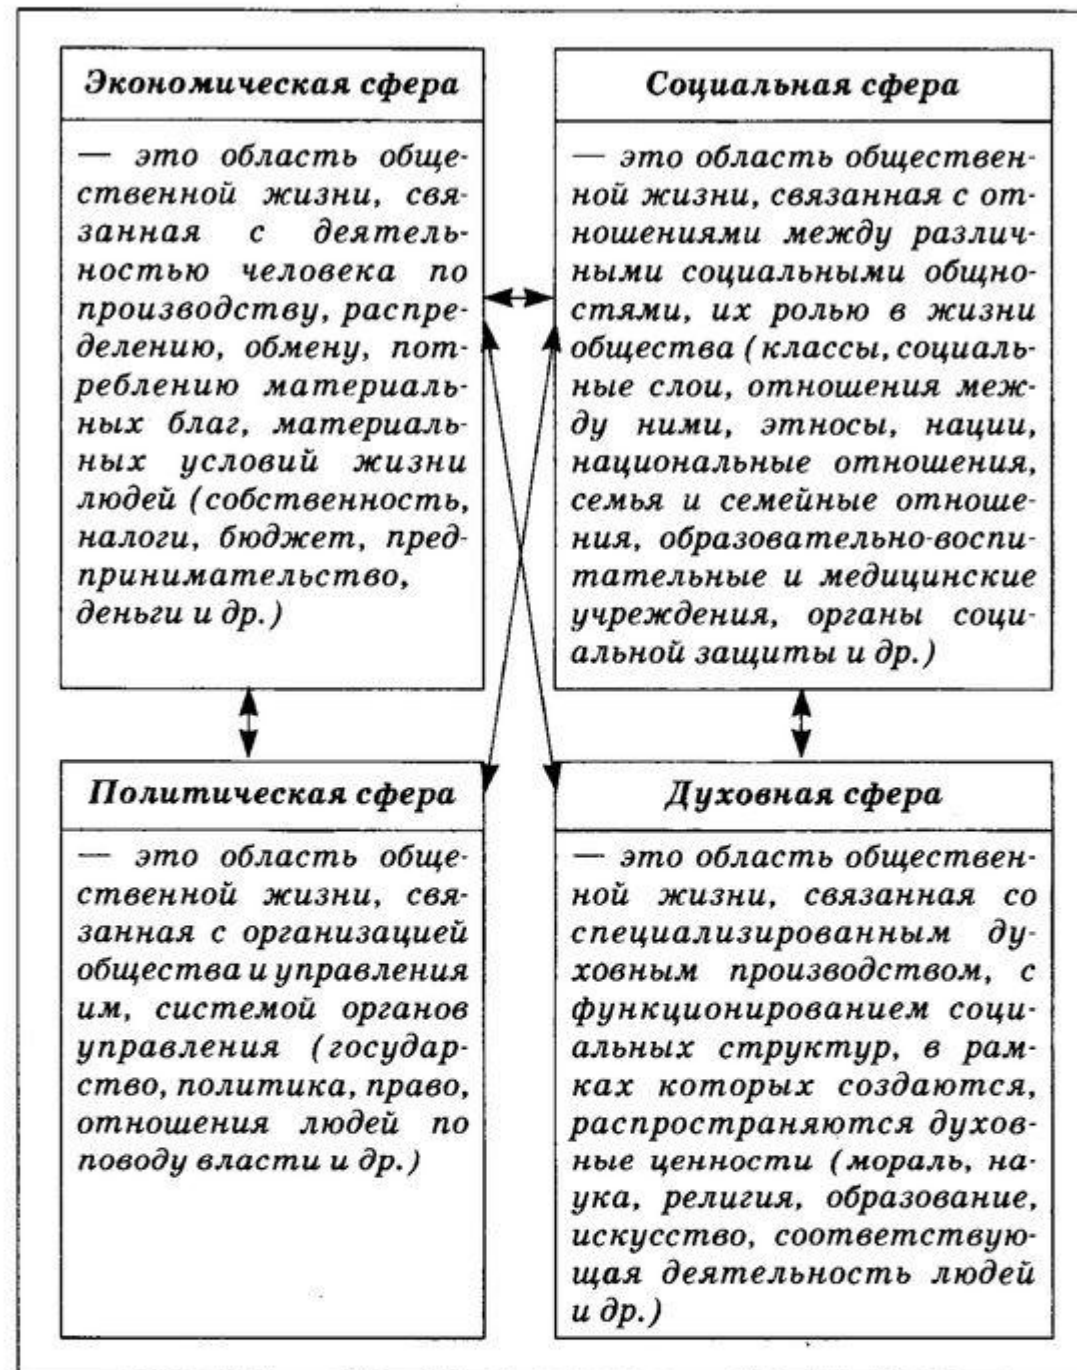 Экономическая сфера
— это область обще-
ственной жизни, свя-
занная с деятель-
ностью человека по
производству, распре-
делению, обмену, пот-
реблению материаль-
ных благ, материаль-
ных условий жизни
людей (собственность,
налоги, бюджет, пред-
принимательство,
деньги и др.)
Социальная сфера
— это область обществен-
ной жизни, связанная с от-
ношениями между различ-
ными социальными общно-
стями, их ролью в жизни
общества (классы, социаль-
ные слои, отношения меж-
ду ними, этносы, нации,
национальные отношения,
семья и семейные отноше-
ния, образовательно-воспи-
тательные и медицинские
учреждения, органы соци-
альной защиты и др.)
Политическая сфера
— это область обще-
ственной жизни, свя-
занная с организацией
общества и управления
им, системой органов
управления (государ-
ство, политика, право,
отношения людей по
поводу власти и др.)
Духовная сфера
— это область обществен-
ной жизни, связанная со
специализированным ду-
ховным производством, с
функционированием соци-
альных структур, в рам-
ках которых создаются,
распространяются духов-
ные ценности (мораль, на-
ука, религия, образование,
искусство, соответствую-
щая деятельность людей
и др.)